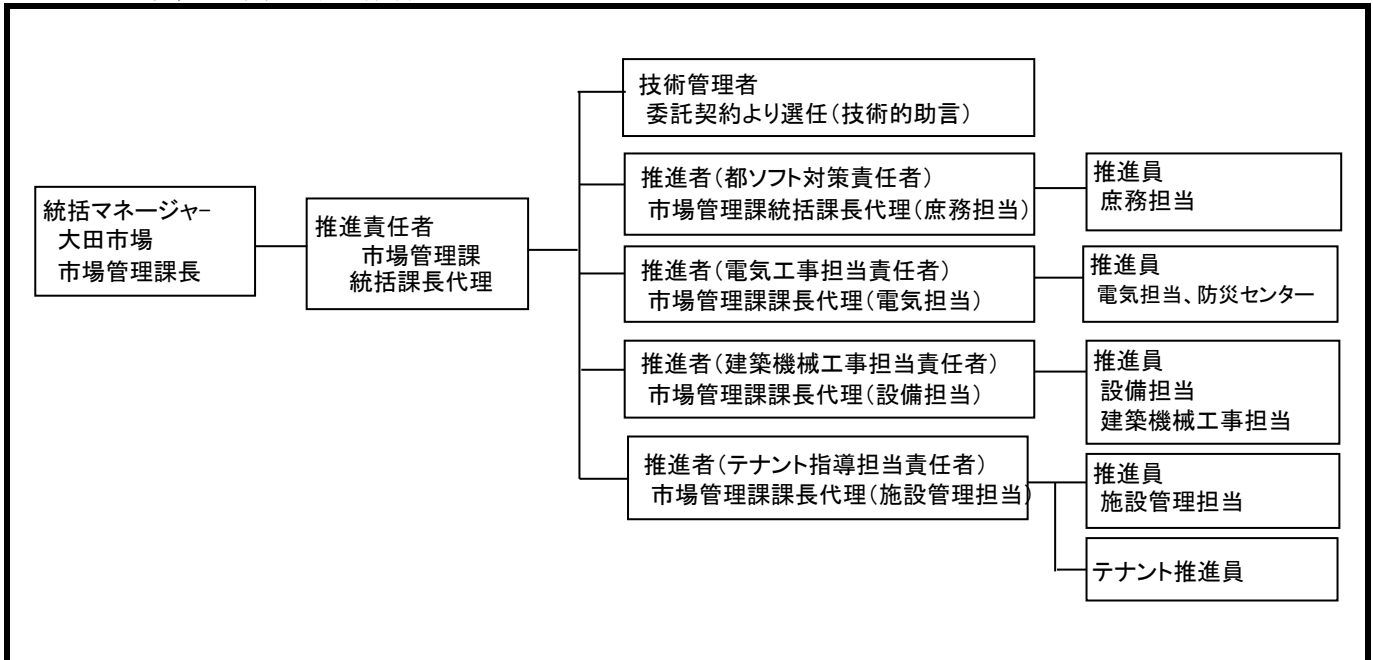 統括マネージャー
大田市場
市場管理課長
推進責任者
市場管理課
統括課長代理
技術管理者
委託契約より選任(技術的助言)
推進者(都ソフト対策責任者)
市場管理課統括課長代理(庶務担当)
推進員
庶務担当
推進者(電気工事担当責任者)
市場管理課課長代理(電気担当)
推進員
電気担当、防災センター
推進者(建築機械工事担当責任者)
市場管理課課長代理(設備担当)
推進員
設備担当
建築機械工事担当
推進者(テナント指導担当責任者)
市場管理課課長代理(施設管理担当)
推進員
施設管理担当
テナント推進員